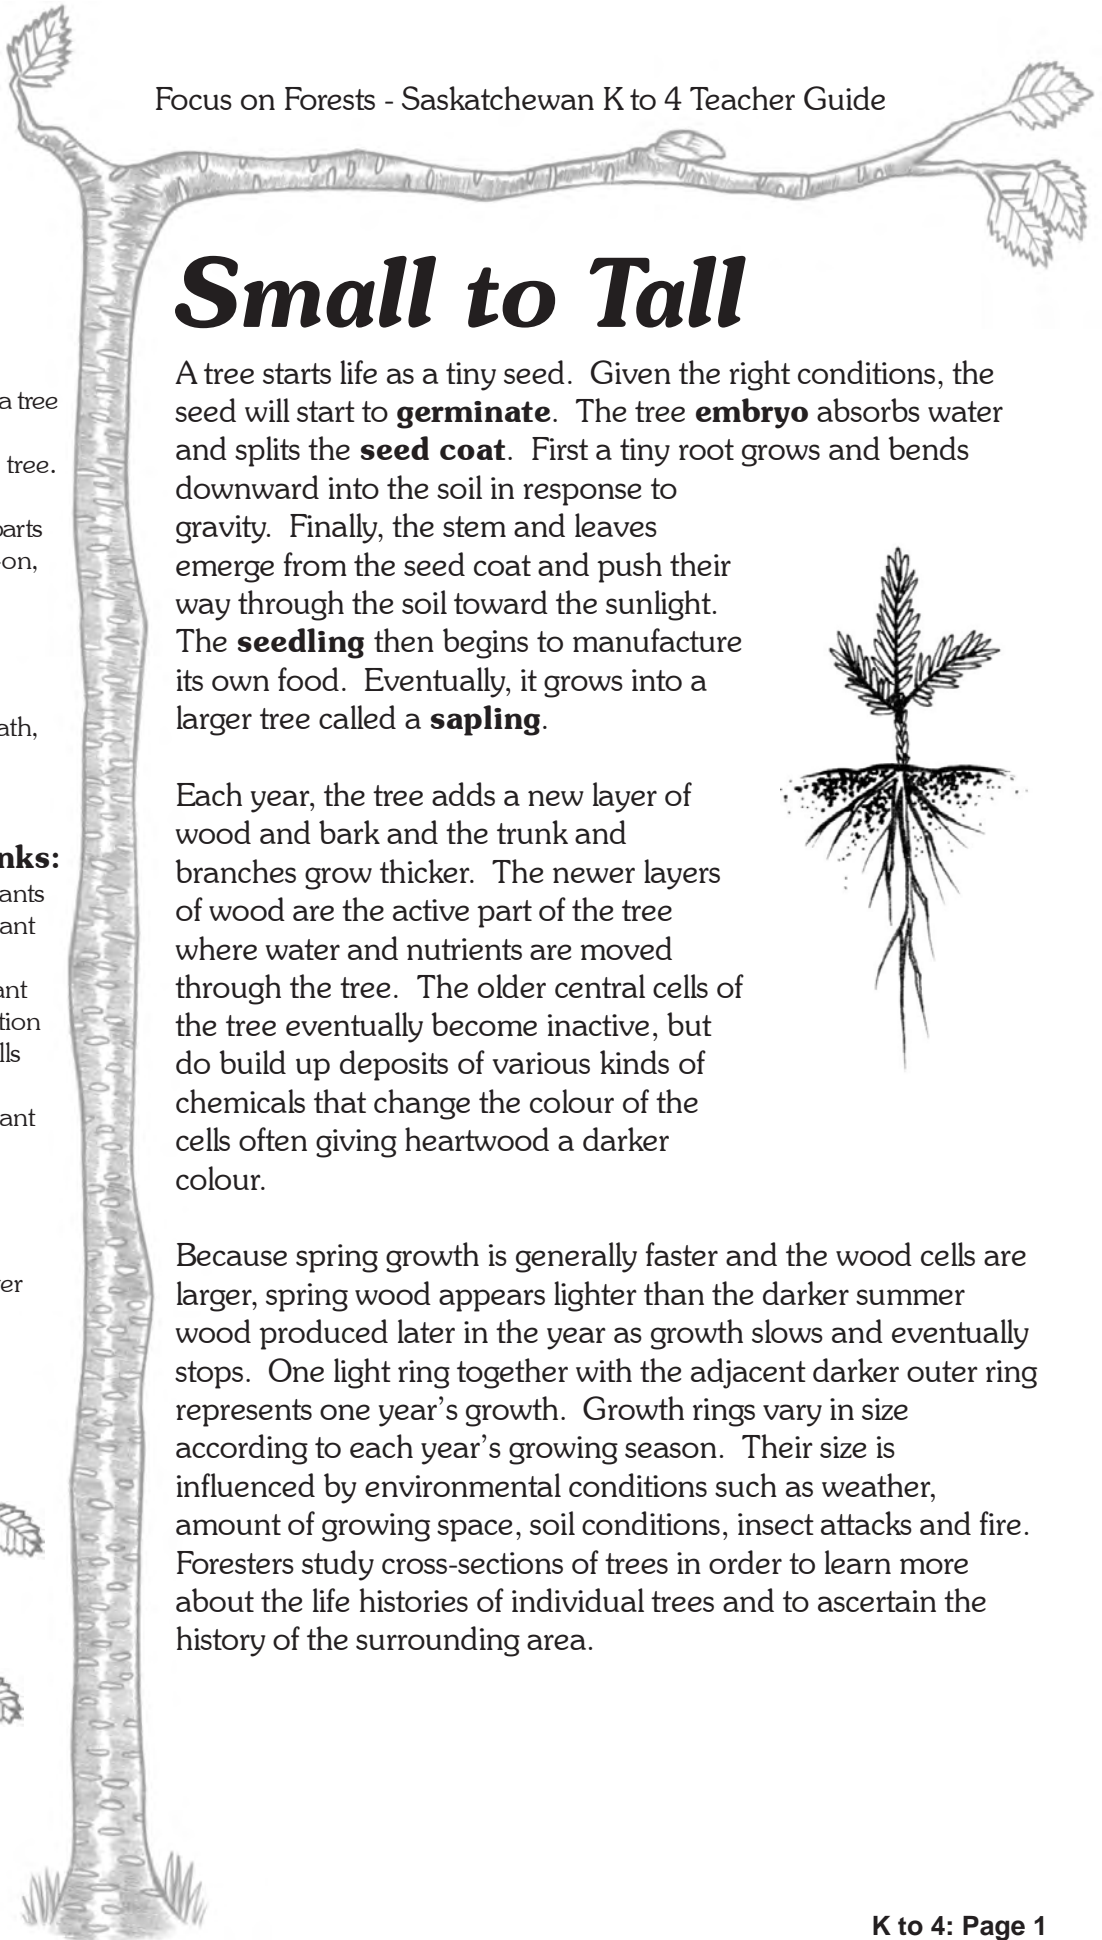 Focus on Forests - Saskatchewan K to 4 Teacher Guide
Small to Tall
a tree
tree.
on,
ath,
nks:
ants
ant
ant
tion
lls
ant
er
A tree starts life as a tiny seed.  Given the right conditions, the
seed will start to germinate.  The tree embryo absorbs water
and splits the seed coat.  First a tiny root grows and bends
downward into the soil in response to
gravity.  Finally, the stem and leaves
emerge from the seed coat and push their
way through the soil toward the sunlight.
The seedling then begins to manufacture
its own food.  Eventually, it grows into a
larger tree called a sapling.
Each year, the tree adds a new layer of
wood and bark and the trunk and
branches grow thicker.  The newer layers
of wood are the active part of the tree
where water and nutrients are moved
through the tree.  The older central cells of
the tree eventually become inactive, but
do build up deposits of various kinds of
chemicals that change the colour of the
cells often giving heartwood a darker
colour.
Because spring growth is generally faster and the wood cells are
larger, spring wood appears lighter than the darker summer
wood produced later in the year as growth slows and eventually
stops.  One light ring together with the adjacent darker outer ring
represents one year's growth.  Growth rings vary in size
according to each year's growing season.  Their size is
influenced by environmental conditions such as weather,
amount of growing space, soil conditions, insect attacks and fire.
Foresters study cross-sections of trees in order to learn more
about the life histories of individual trees and to ascertain the
history of the surrounding area.
K to 4: Page 1